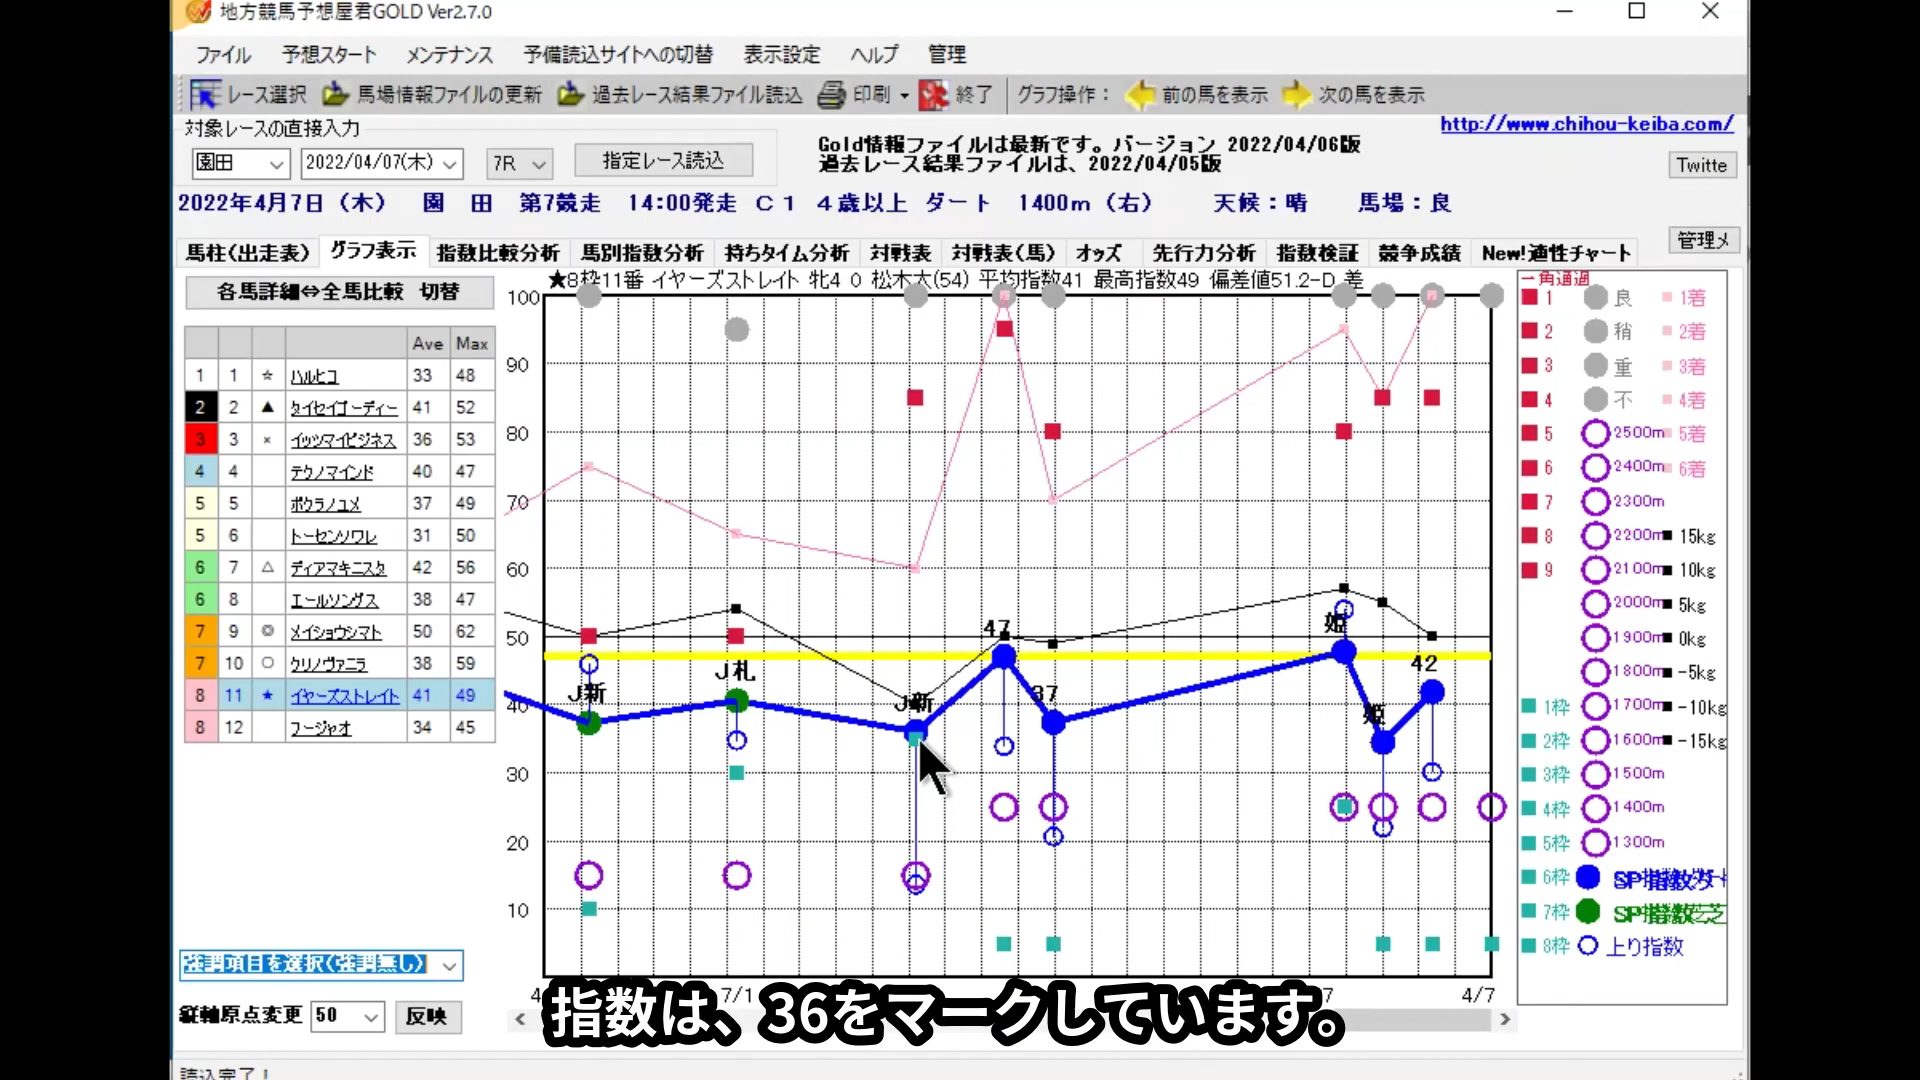 地方競馬予想屋君GOLD Ver2.7.0
ファイル 予想スタート メンテナンス 予備読込サイトへの切替 表示設定 ヘルプ 管理
レース選択 馬場情報ファイルの更新 過去レース結果ファイル読込 印刷 終了 グラフ操作： 前の馬を表示 次の馬を表示
対象レースの直接入力
http://www.chihou-keiba.com/
Gold情報ファイルは最新です。バージョン 2022/04/06版
過去レース結果ファイルは、2022/04/05版
園田 2022/04/07(木) 7R 指定レース読込
Twitte
2022年4月7日（木） 園 田 第7競走 14:00発走 C1 4歳以上 ダート 1400m（右） 天候：晴 馬場：良
管理メ
馬柱(出走表) グラフ表示 指数比較分析 馬別指数分析 持ちタイム分析 対戦表 対戦表(馬) オッズ 先行力分析 指数検証 競争成績 New!適性チャート
各馬詳細⇔全馬比較 切替
★8枠11番 イヤーズストレイト 牝4 0 松木大(54) 平均指数41 最高指数49 偏差値51.2-D 差
Ave Max
1 1 ☆ ハルヒコ 33 48
2 2 ▲ タイセイゴーディー 41 52
3 3 × イッツマイビジネス 36 53
4 4 テクノマインド 40 47
5 5 ボクラノユメ 37 49
5 6 トーセンソワレ 31 50
6 7 △ ディアマキニスタ 42 56
6 8 エールソングス 38 47
7 9 ◎ メイショウシマト 50 62
7 10 ○ クリノヴァニラ 38 59
8 11 ★ イヤーズストレイト 41 49
8 12 フージャオ 34 45
100
90
80
70
60
50
40
30
20
10
J新
J札
J新
47
37
姫
姫
42
7/1
4/7
一角通過
1 良 1着
2 稍 2着
3 重 3着
4 不 4着
5 2500m 5着
6 2400m 6着
7 2300m
8 2200m 15kg
9 2100m 10kg
2000m 5kg
1900m 0kg
1800m -5kg
1枠 1700m -10kg
2枠 1600m -15kg
3枠 1500m
4枠 1400m
5枠 1300m
6枠 SP指数ダート
7枠 SP指数芝
8枠 上り指数
強調項目を選択(強調無し)
縦軸原点変更 50 反映
指数は、36をマークしています。
読込完了！